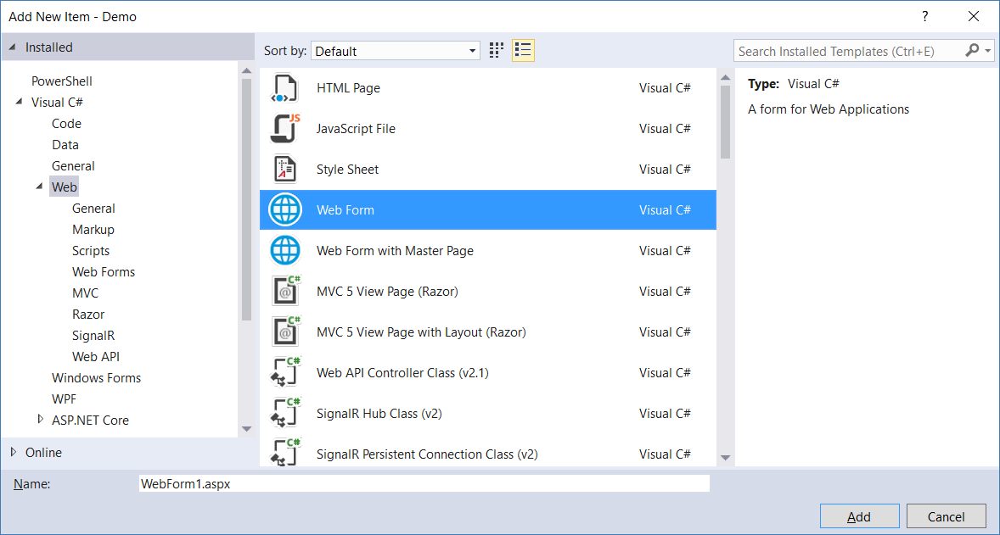 Add New Item - Demo
?
Installed
Sort by: Default
Search Installed Templates (Ctrl+E)
PowerShell
Visual C#
Code
Data
General
Web
General
Markup
Scripts
Web Forms
MVC
Razor
SignalR
Web API
Windows Forms
WPF
ASP.NET Core
Online
HTML Page Visual C#
JS
JavaScript File Visual C#
Style Sheet Visual C#
Web Form Visual C#
Web Form with Master Page Visual C#
C# @
MVC 5 View Page (Razor) Visual C#
C# @
MVC 5 View Page with Layout (Razor) Visual C#
C#
Web API Controller Class (v2.1) Visual C#
C#
SignalR Hub Class (v2) Visual C#
C#
SignalR Persistent Connection Class (v2) Visual C#
Type: Visual C#
A form for Web Applications
Name: WebForm1.aspx
Add Cancel